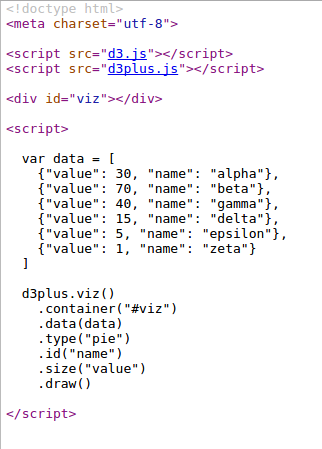 <!doctype html>
<meta charset="utf-8">
<script src="d3.js"></script>
<script src="d3plus.js"></script>
<div id="viz"></div>
<script>
var data = [
{"value": 30, "name": "alpha"},
{"value": 70, "name": "beta"},
{"value": 40, "name": "gamma"},
{"value": 15, "name": "delta"},
{"value": 5, "name": "epsilon"},
{"value": 1, "name": "zeta"}
]
d3plus.viz()
.container("#viz")
.data(data)
.type("pie")
.id("name")
.size("value")
.draw()
</script>